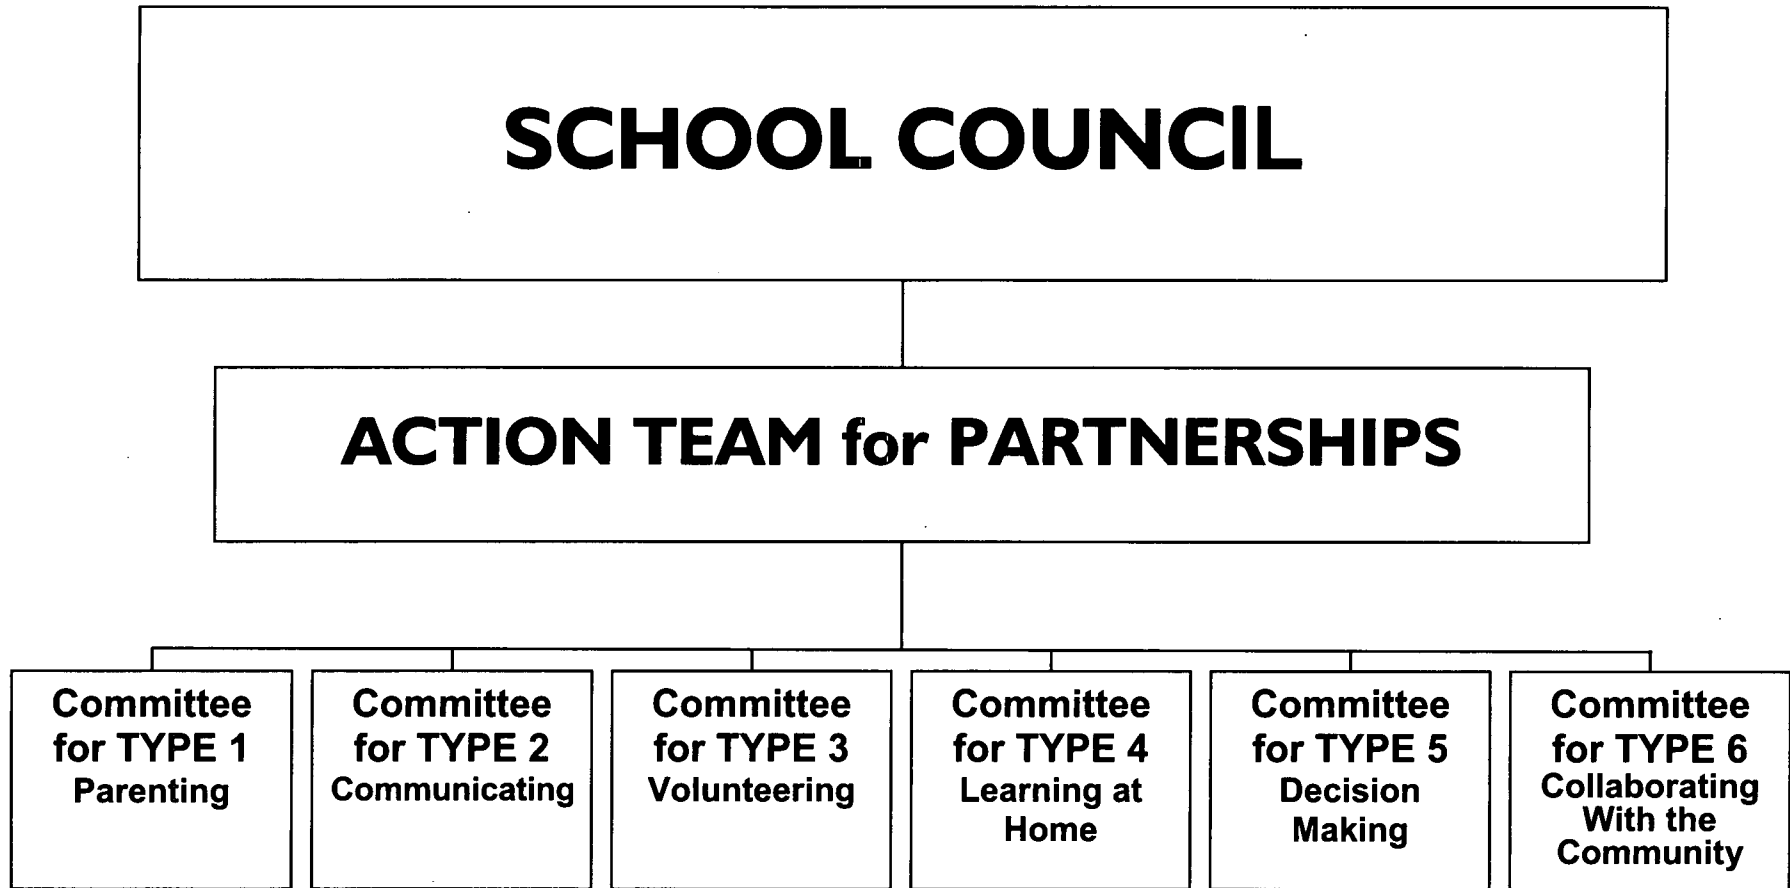 SCHOOL COUNCIL
ACTION TEAM for PARTNERSHIPS
Committee
for TYPE 1
Parenting
Committee
for TYPE 2
Communicating
Committee
for TYPE 3
Volunteering
Committee
for TYPE 4
Learning at
Home
Committee
for TYPE 5
Decision
Making
Committee
for TYPE 6
Collaborating
With the
Community